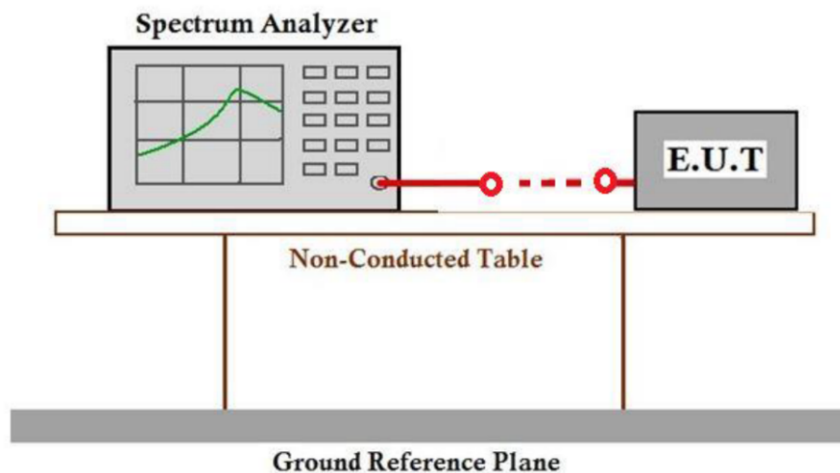 Spectrum Analyzer
E.U.T
Non-Conducted Table
Ground Reference Plane